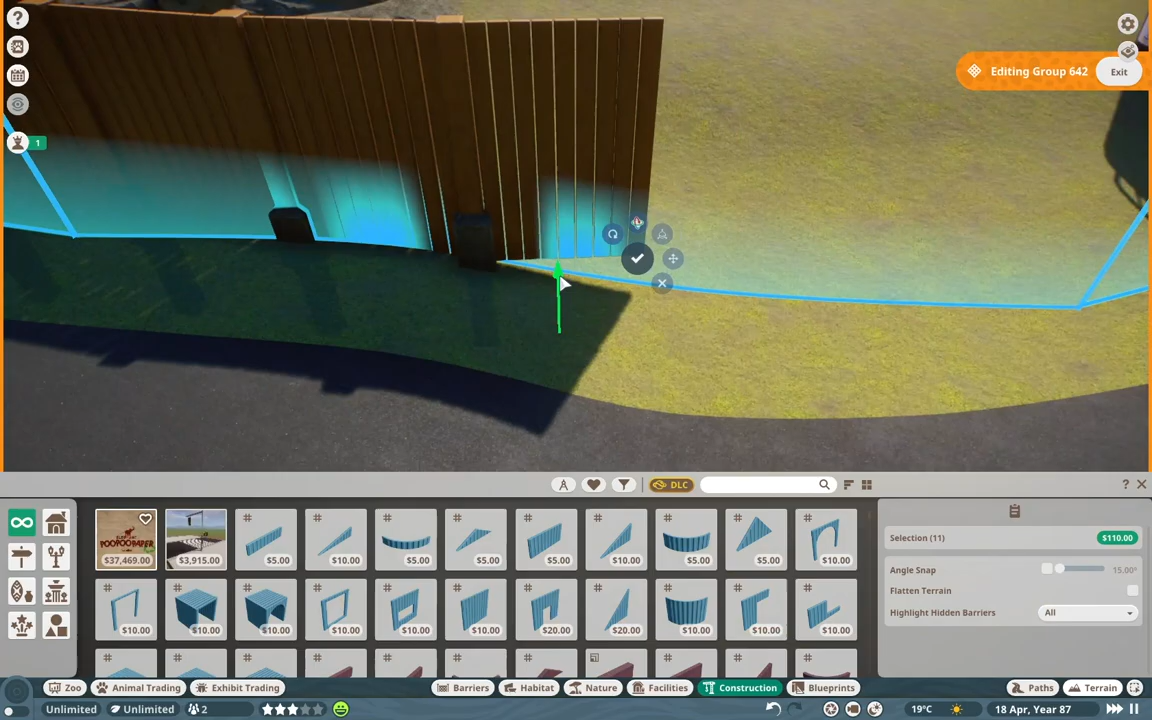 ?
Editing Group 642
Exit
1
DLC
?
$37,469.00
$3,915.00
$5.00
$10.00
$5.00
$5.00
$5.00
$10.00
$5.00
$5.00
$10.00
$10.00
$10.00
$10.00
$10.00
$10.00
$10.00
$20.00
$20.00
$10.00
$10.00
$10.00
Selection (11)
$110.00
Angle Snap
15.00°
Flatten Terrain
Highlight Hidden Barriers
All
Zoo
Animal Trading
Exhibit Trading
Barriers
Habitat
Nature
Facilities
Construction
Blueprints
Paths
Terrain
Unlimited
Unlimited
2
19°C
18 Apr, Year 87